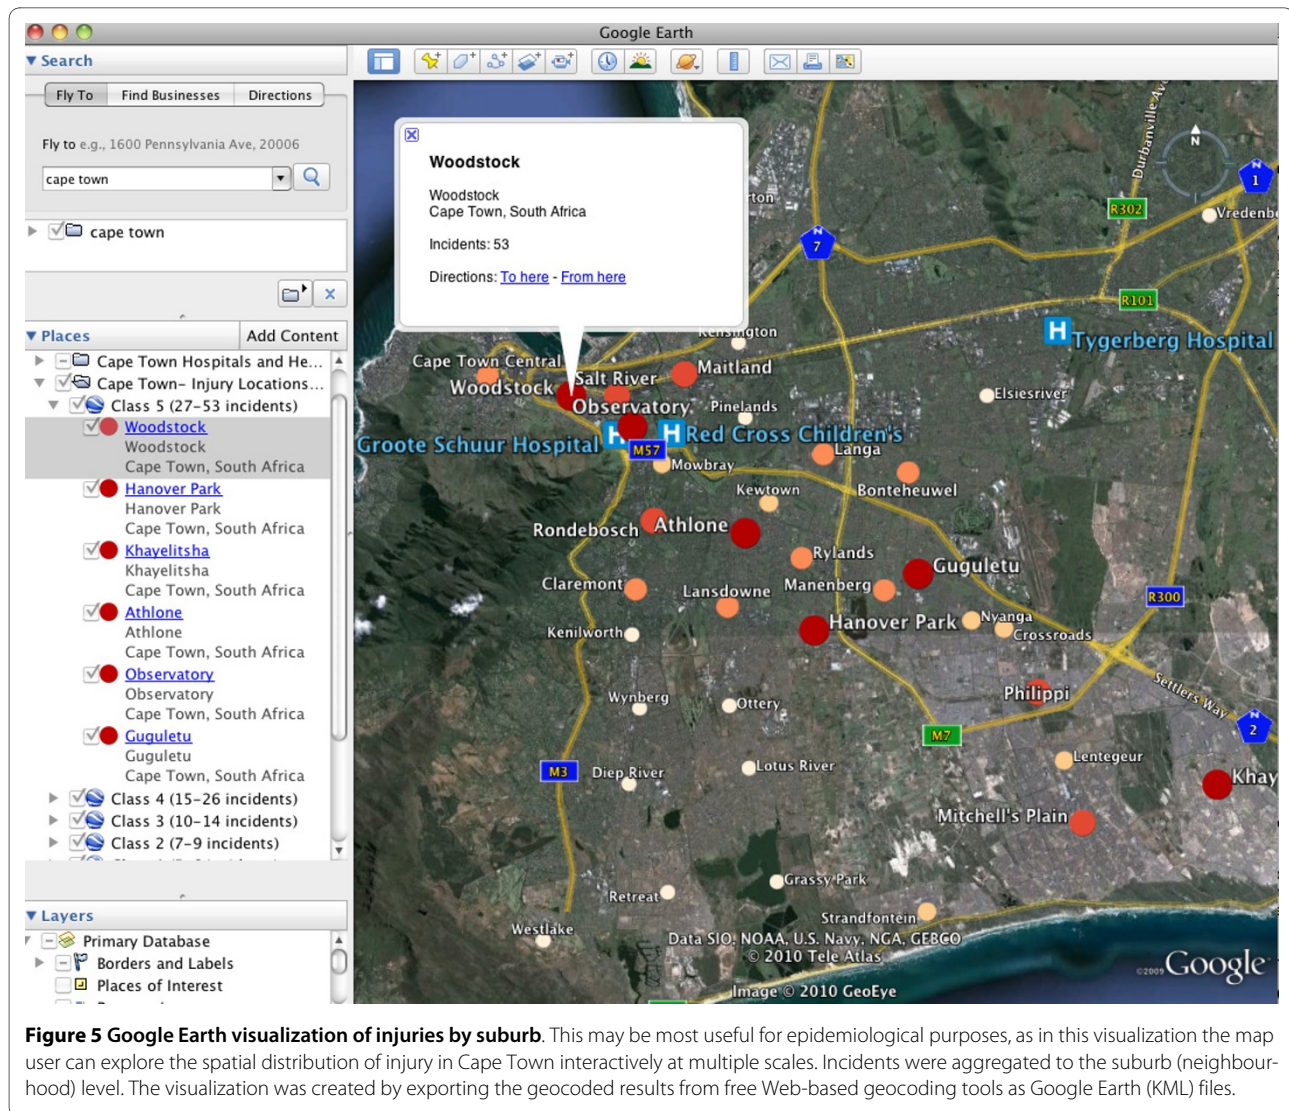 Google Earth
Search
Fly To
Find Businesses
Directions
Fly to e.g., 1600 Pennsylvania Ave, 20006
cape town
cape town
Places
Add Content
Cape Town Hospitals and He...
Cape Town- Injury Locations...
Class 5 (27-53 incidents)
Woodstock
Woodstock
Cape Town, South Africa
Hanover Park
Hanover Park
Cape Town, South Africa
Khayelitsha
Khayelitsha
Cape Town, South Africa
Athlone
Athlone
Cape Town, South Africa
Observatory
Observatory
Cape Town, South Africa
Guguletu
Guguletu
Cape Town, South Africa
Class 4 (15-26 incidents)
Class 3 (10-14 incidents)
Class 2 (7-9 incidents)
Layers
Primary Database
Borders and Labels
Places of Interest
Woodstock
Woodstock
Cape Town, South Africa
Incidents: 53
Directions: To here - From here
Durbanville Ave
N
N
1
R302
Vredenb
rton
N
7
R101
H
Tygerberg Hospital
Kensington
Cape Town Central
Maitland
Woodstock
Salt River
Elsiesriver
Observatory
Pinelands
Groote Schuur Hospital
H
H
Red Cross Children's
M57
Langa
Mowbray
Bonteheuwel
Kewtown
Rondebosch
Athlone
Rylands
Guguletu
Claremont
Lansdowne
Manenberg
R300
Kenilworth
Hanover Park
Nyanga
Crossroads
Wynberg
Ottery
Philippi
Settlers Way
N
2
M7
Lentegeur
M3
Diep River
Lotus River
Khay
Mitchell's Plain
Retreat
Grassy Park
Strandfontein
Westlake
Data SIO, NOAA, U.S. Navy, NGA, GEBCO
© 2010 Tele Atlas
©2009 Google
Image © 2010 GeoEye
Figure 5 Google Earth visualization of injuries by suburb. This may be most useful for epidemiological purposes, as in this visualization the map
user can explore the spatial distribution of injury in Cape Town interactively at multiple scales. Incidents were aggregated to the suburb (neighbour-
hood) level. The visualization was created by exporting the geocoded results from free Web-based geocoding tools as Google Earth (KML) files.